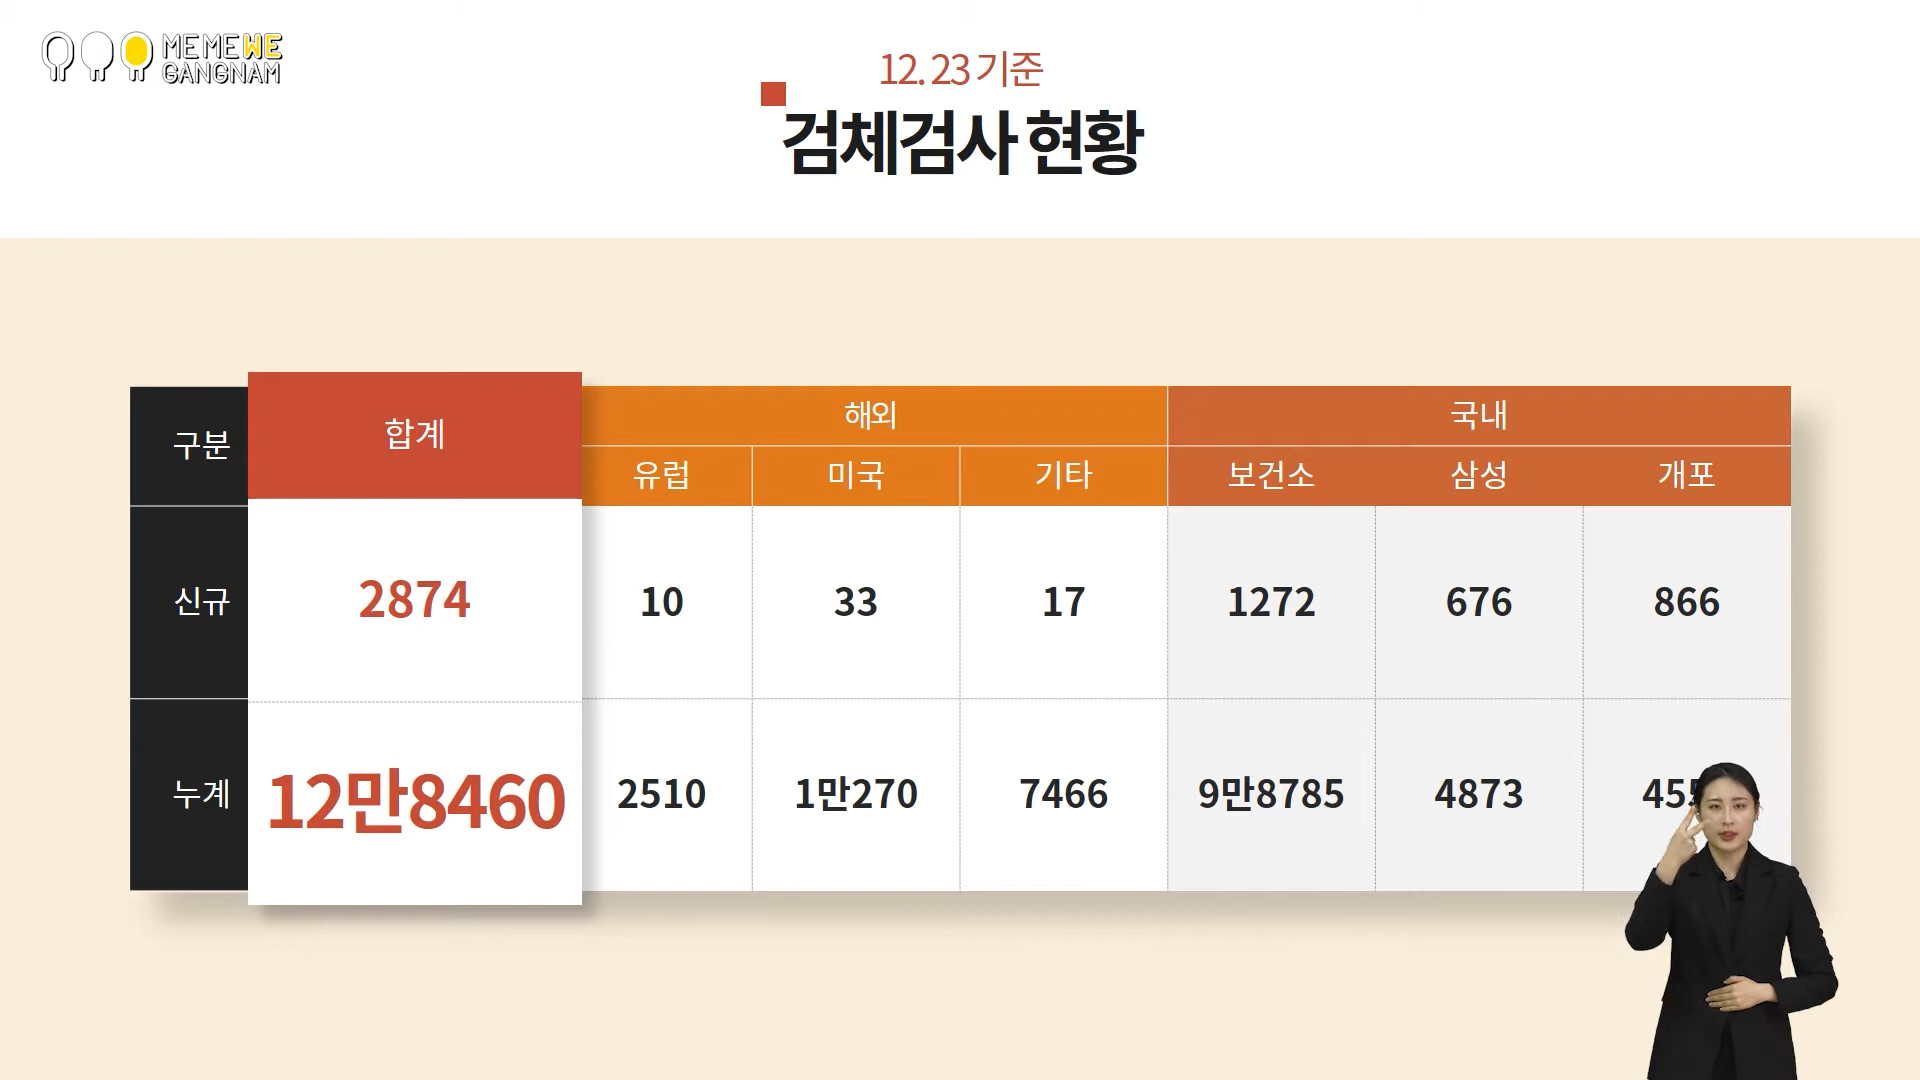 MEMEWE
GANGNAM
12. 23 기준
검체검사 현황
구분 합계 해외 국내
유럽 미국 기타 보건소 삼성 개포
신규 2874 10 33 17 1272 676 866
누계 12만8460 2510 1만270 7466 9만8785 4873